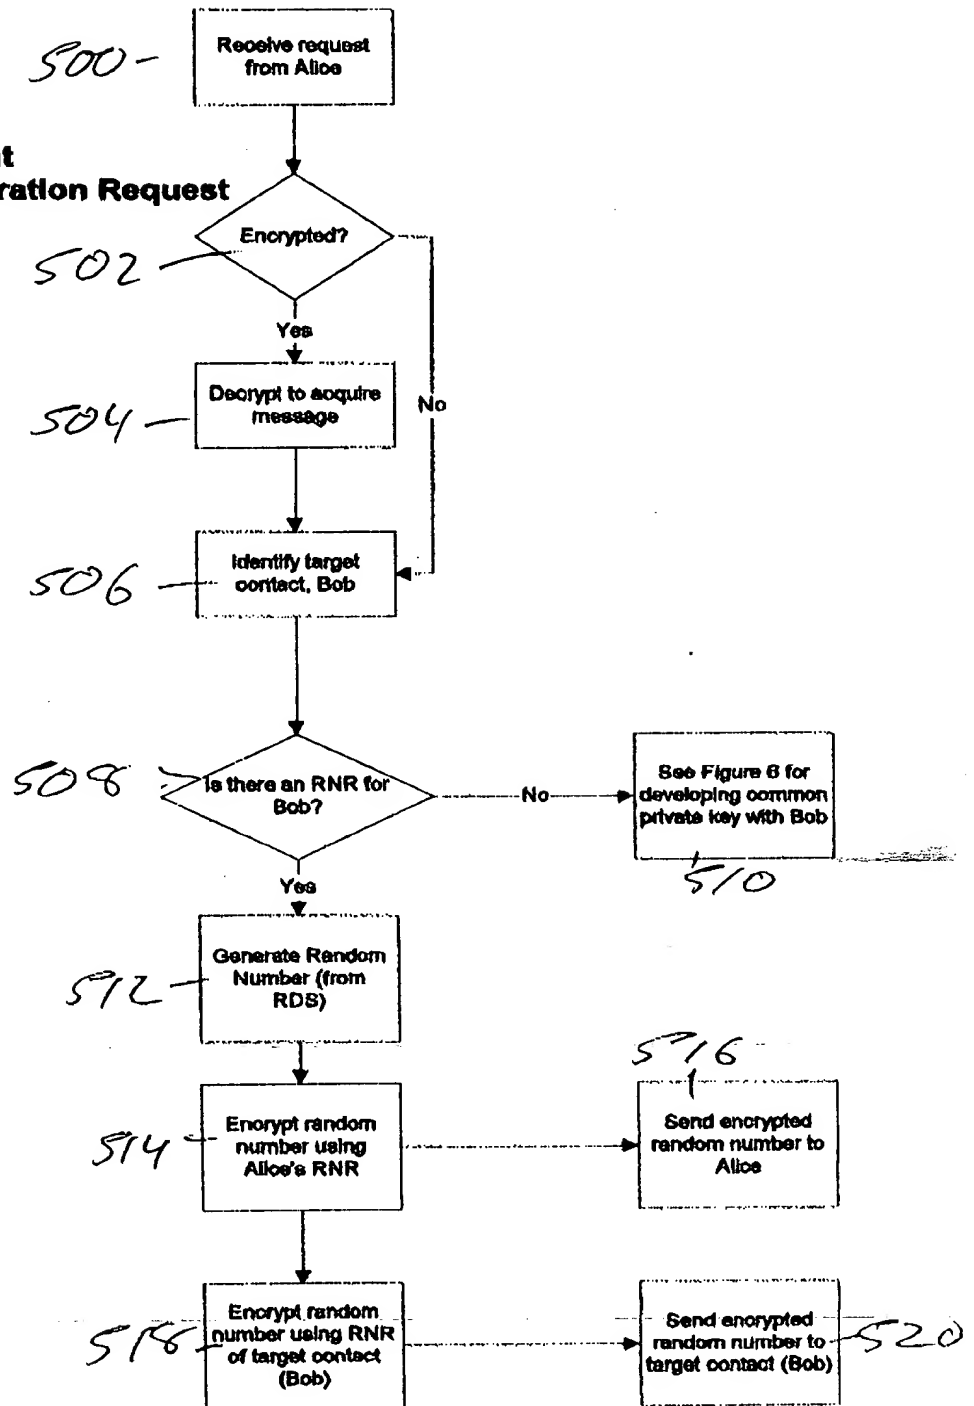 500
Receive request
from Alice
ration Request
Encrypted?
502
Yes
No
Decrypt to acquire
message
504
Identify target
contact, Bob
506
508
Is there an RNR for
Bob?
No
See Figure 6 for
developing common
private key with Bob
510
Yes
Generate Random
Number (from
RDS)
512
516
Encrypt random
number using
Alice's RNR
514
Send encrypted
random number to
Alice
Encrypt random
number using RNR
of target contact
(Bob)
518
Send encrypted
random number to
target contact (Bob)
520